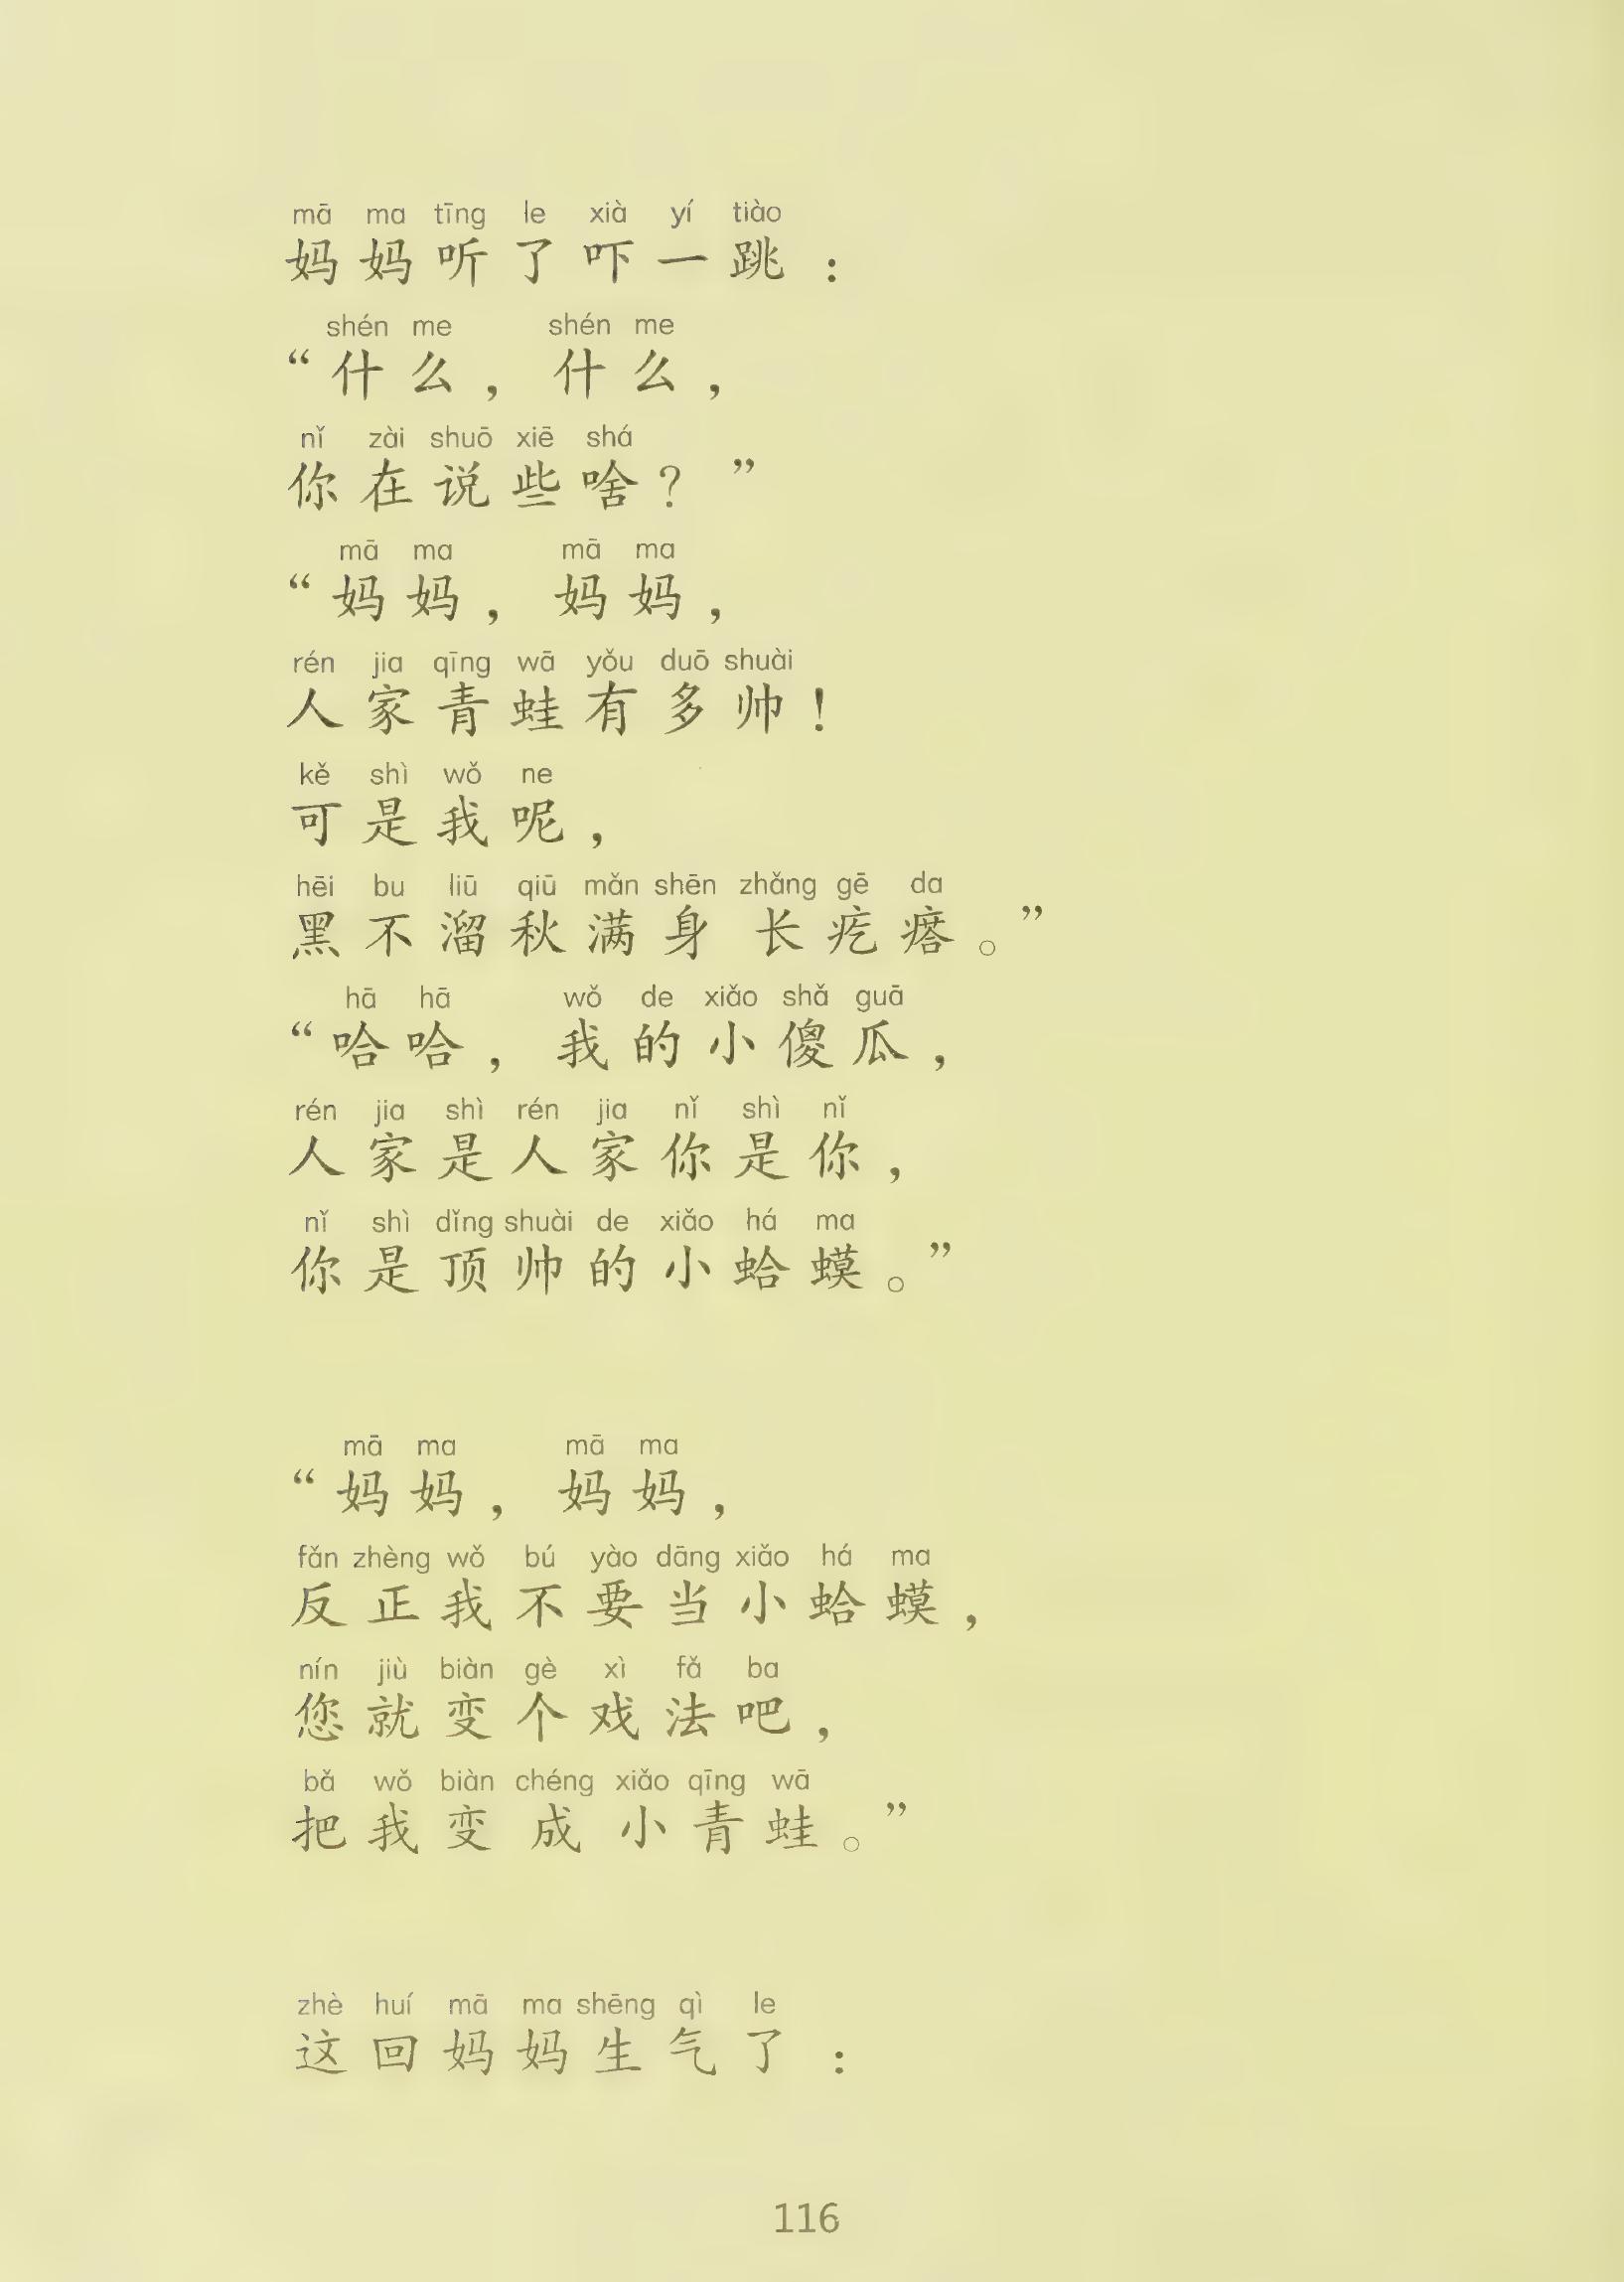 mā ma tīng le xià yí tiào
妈妈听了吓一跳：
shén me shén me
“什么，什么，
nǐ zài shuō xiē shá
你在说些啥？”
mā ma mā ma
“妈妈，妈妈，
rén jia qīng wā yǒu duō shuài
人家青蛙有多帅！
kě shì wǒ ne
可是我呢，
hēi bu liū qiū mǎn shēn zhǎng gē da
黑不溜秋满身长疙瘩。”
hā hā wǒ de xiǎo shǎ guā
“哈哈，我的小傻瓜，
rén jia shì rén jia nǐ shì nǐ
人家是人家你是你，
nǐ shì dǐng shuài de xiǎo há ma
你是顶帅的小蛤蟆。”
mā ma mā ma
“妈妈，妈妈，
fǎn zhèng wǒ bú yào dāng xiǎo há ma
反正我不要当小蛤蟆，
nín jiù biàn gè xì fǎ ba
您就变个戏法吧，
bǎ wǒ biàn chéng xiǎo qīng wā
把我变成小青蛙。”
zhè huí mā ma shēng qì le
这回妈妈生气了：
116